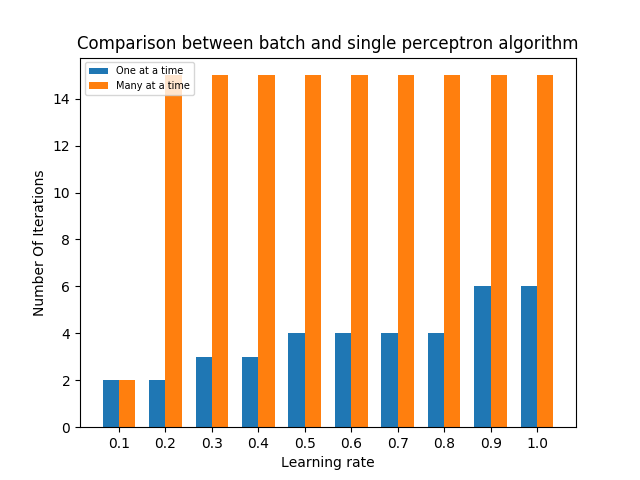 Comparison between batch and single perceptron algorithm
One at a time
Many at a time
14
12
10
8
6
4
2
0
Number Of Iterations
0.1 0.2 0.3 0.4 0.5 0.6 0.7 0.8 0.9 1.0
Learning rate